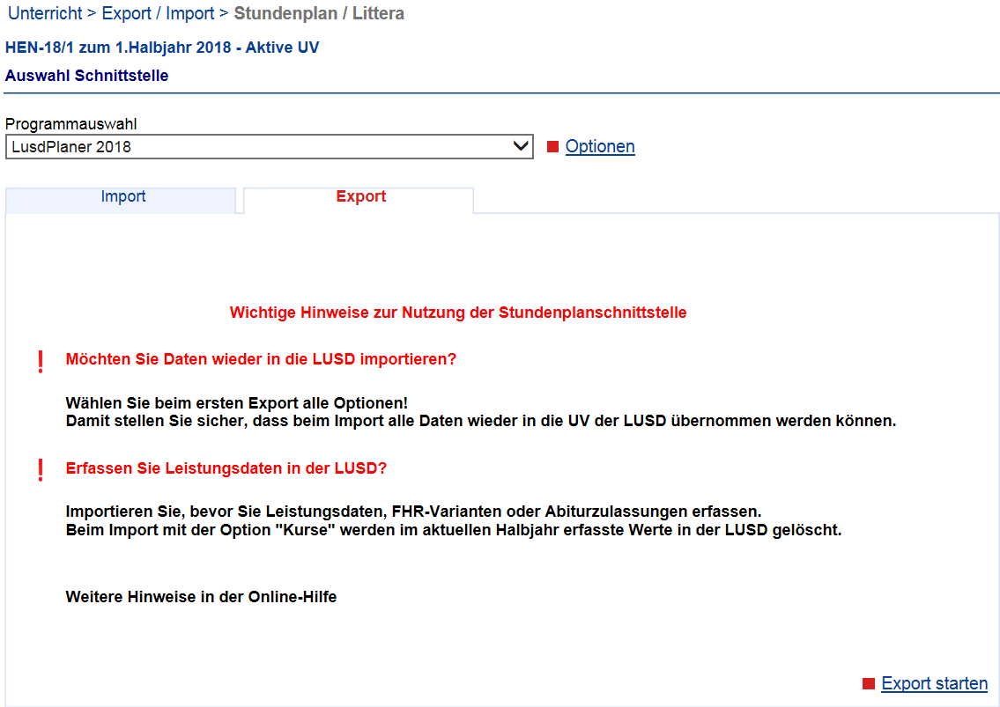 Unterricht > Export / Import > Stundenplan / Littera
HEN-18/1 zum 1.Halbjahr 2018 - Aktive UV
Auswahl Schnittstelle
Programmauswahl
LusdPlaner 2018
Optionen
Import
Export
Wichtige Hinweise zur Nutzung der Stundenplanschnittstelle
! Möchten Sie Daten wieder in die LUSD importieren?
Wählen Sie beim ersten Export alle Optionen!
Damit stellen Sie sicher, dass beim Import alle Daten wieder in die UV der LUSD übernommen werden können.
! Erfassen Sie Leistungsdaten in der LUSD?
Importieren Sie, bevor Sie Leistungsdaten, FHR-Varianten oder Abiturzulassungen erfassen.
Beim Import mit der Option "Kurse" werden im aktuellen Halbjahr erfasste Werte in der LUSD gelöscht.
Weitere Hinweise in der Online-Hilfe
Export starten